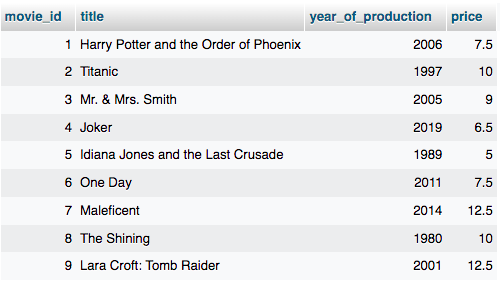 movie_id title year_of_production price
1 Harry Potter and the Order of Phoenix 2006 7.5
2 Titanic 1997 10
3 Mr. & Mrs. Smith 2005 9
4 Joker 2019 6.5
5 Idiana Jones and the Last Crusade 1989 5
6 One Day 2011 7.5
7 Maleficent 2014 12.5
8 The Shining 1980 10
9 Lara Croft: Tomb Raider 2001 12.5